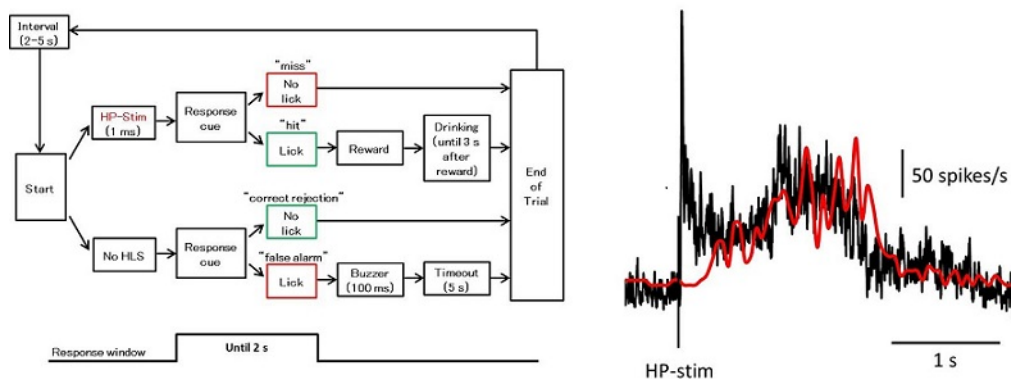 Interval
(2-5 s)
Start
HP-Stim
(1 ms)
Response
cue
"miss"
No
lick
"hit"
Lick
Reward
Drinking
(until 3 s
after
reward)
No HLS
Response
cue
"correct rejection"
No
lick
"false alarm"
Lick
Buzzer
(100 ms)
Timeout
(5 s)
End
of
Trial
Response window
Until 2 s
50 spikes/s
HP-stim
1 s